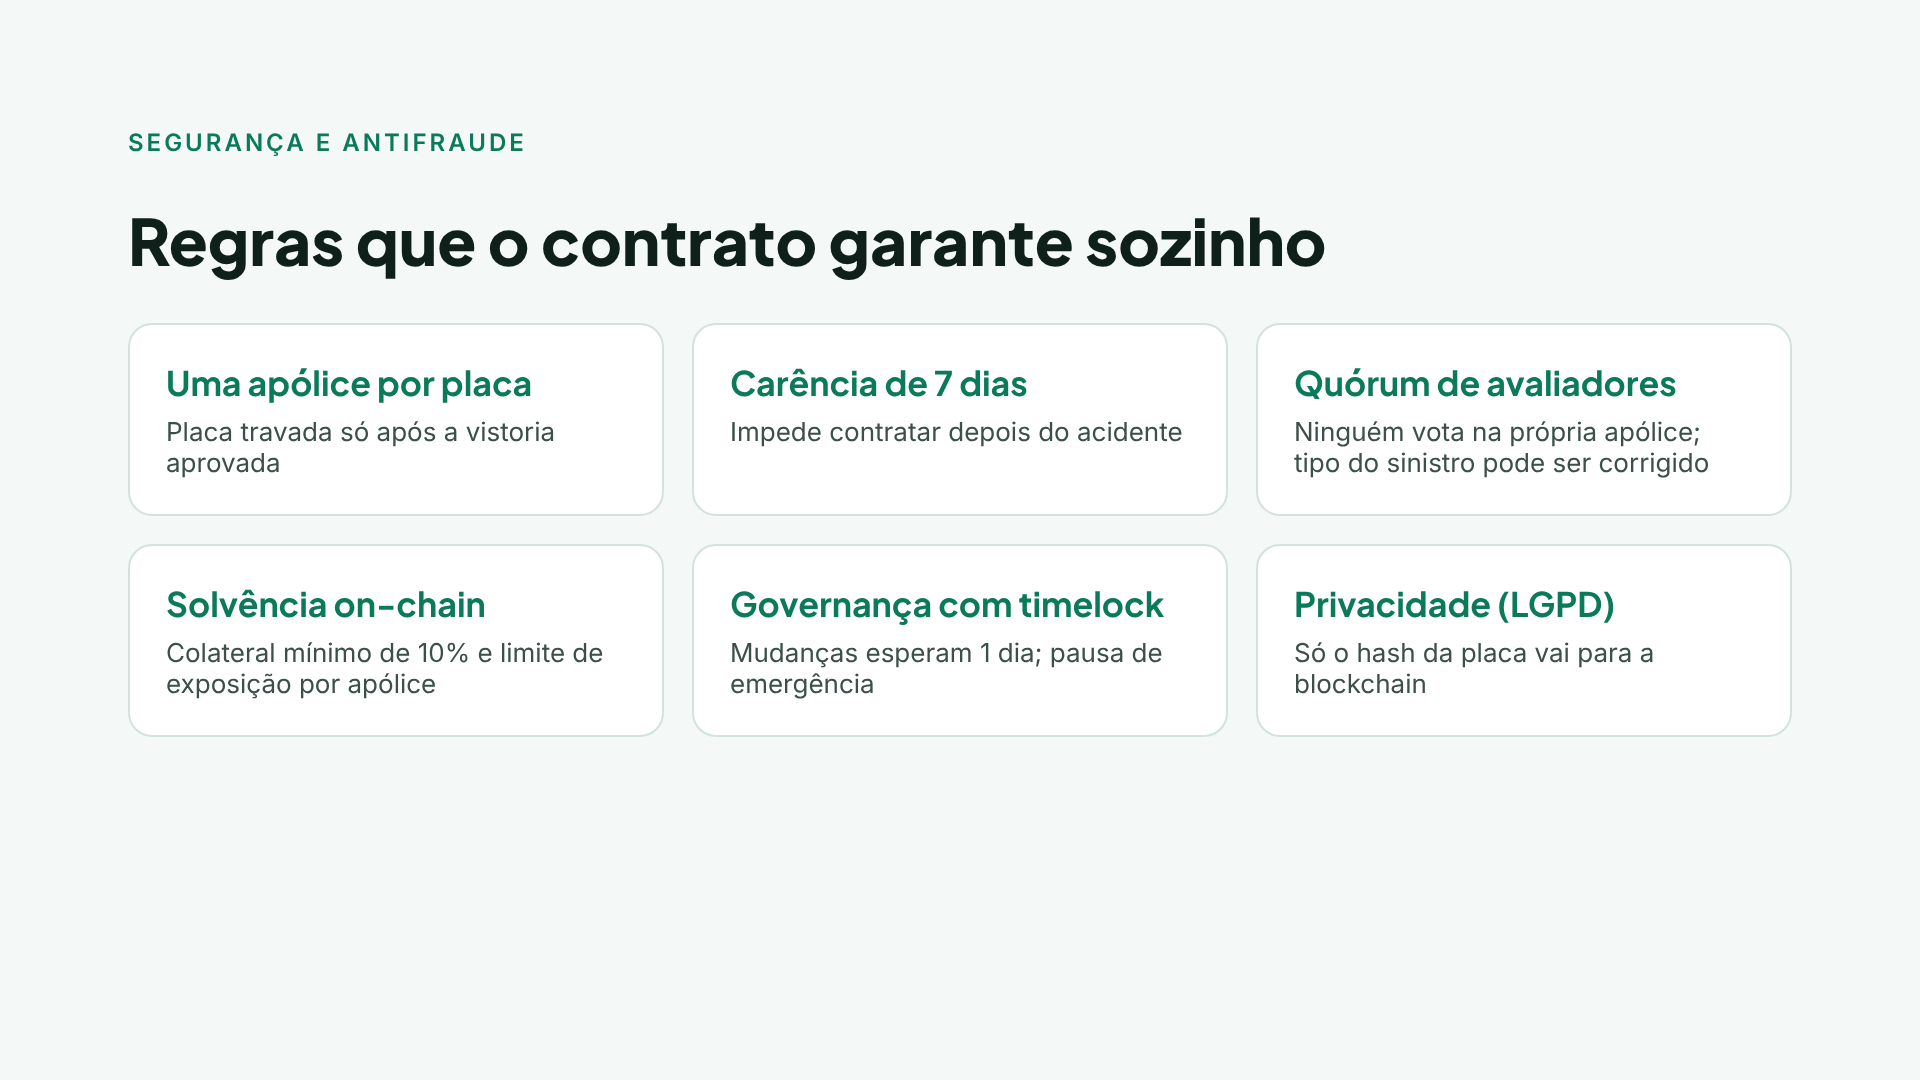 SEGURANÇA E ANTIFRAUDE
Regras que o contrato garante sozinho
Uma apólice por placa
Placa travada só após a vistoria
aprovada
Carência de 7 dias
Impede contratar depois do acidente
Quórum de avaliadores
Ninguém vota na própria apólice;
tipo do sinistro pode ser corrigido
Solvência on-chain
Colateral mínimo de 10% e limite de
exposição por apólice
Governança com timelock
Mudanças esperam 1 dia; pausa de
emergência
Privacidade (LGPD)
Só o hash da placa vai para a
blockchain